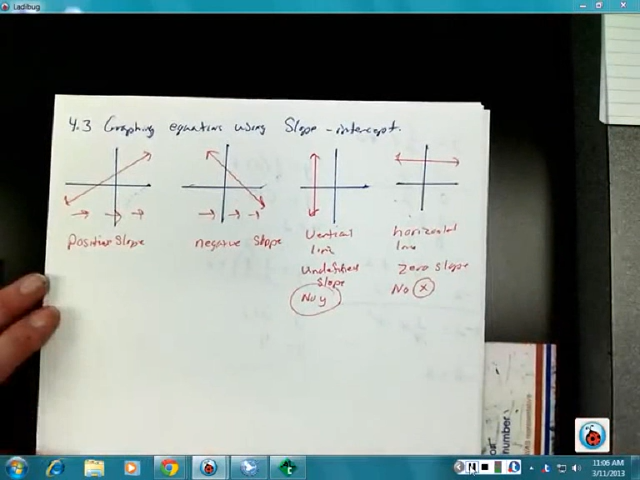 Ladibug
4.3 Graphing equations using Slope-intercept.
Positive Slope
negative slope
Vertical
line
Undefined
slope
No y
horizontal
line
Zero slope
No x
number
11:06 AM
3/11/2013